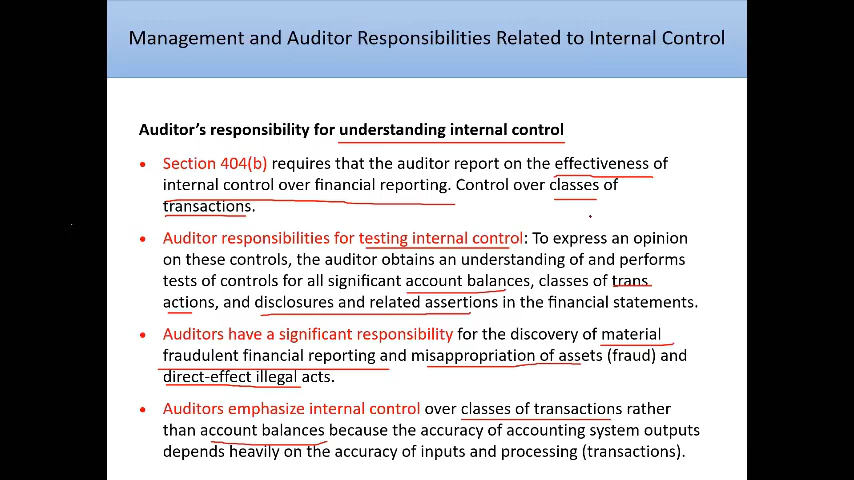 Management and Auditor Responsibilities Related to Internal Control
Auditor's responsibility for understanding internal control
• Section 404(b) requires that the auditor report on the effectiveness of
internal control over financial reporting. Control over classes of
transactions.
• Auditor responsibilities for testing internal control: To express an opinion
on these controls, the auditor obtains an understanding of and performs
tests of controls for all significant account balances, classes of trans
actions, and disclosures and related assertions in the financial statements.
• Auditors have a significant responsibility for the discovery of material
fraudulent financial reporting and misappropriation of assets (fraud) and
direct-effect illegal acts.
• Auditors emphasize internal control over classes of transactions rather
than account balances because the accuracy of accounting system outputs
depends heavily on the accuracy of inputs and processing (transactions).